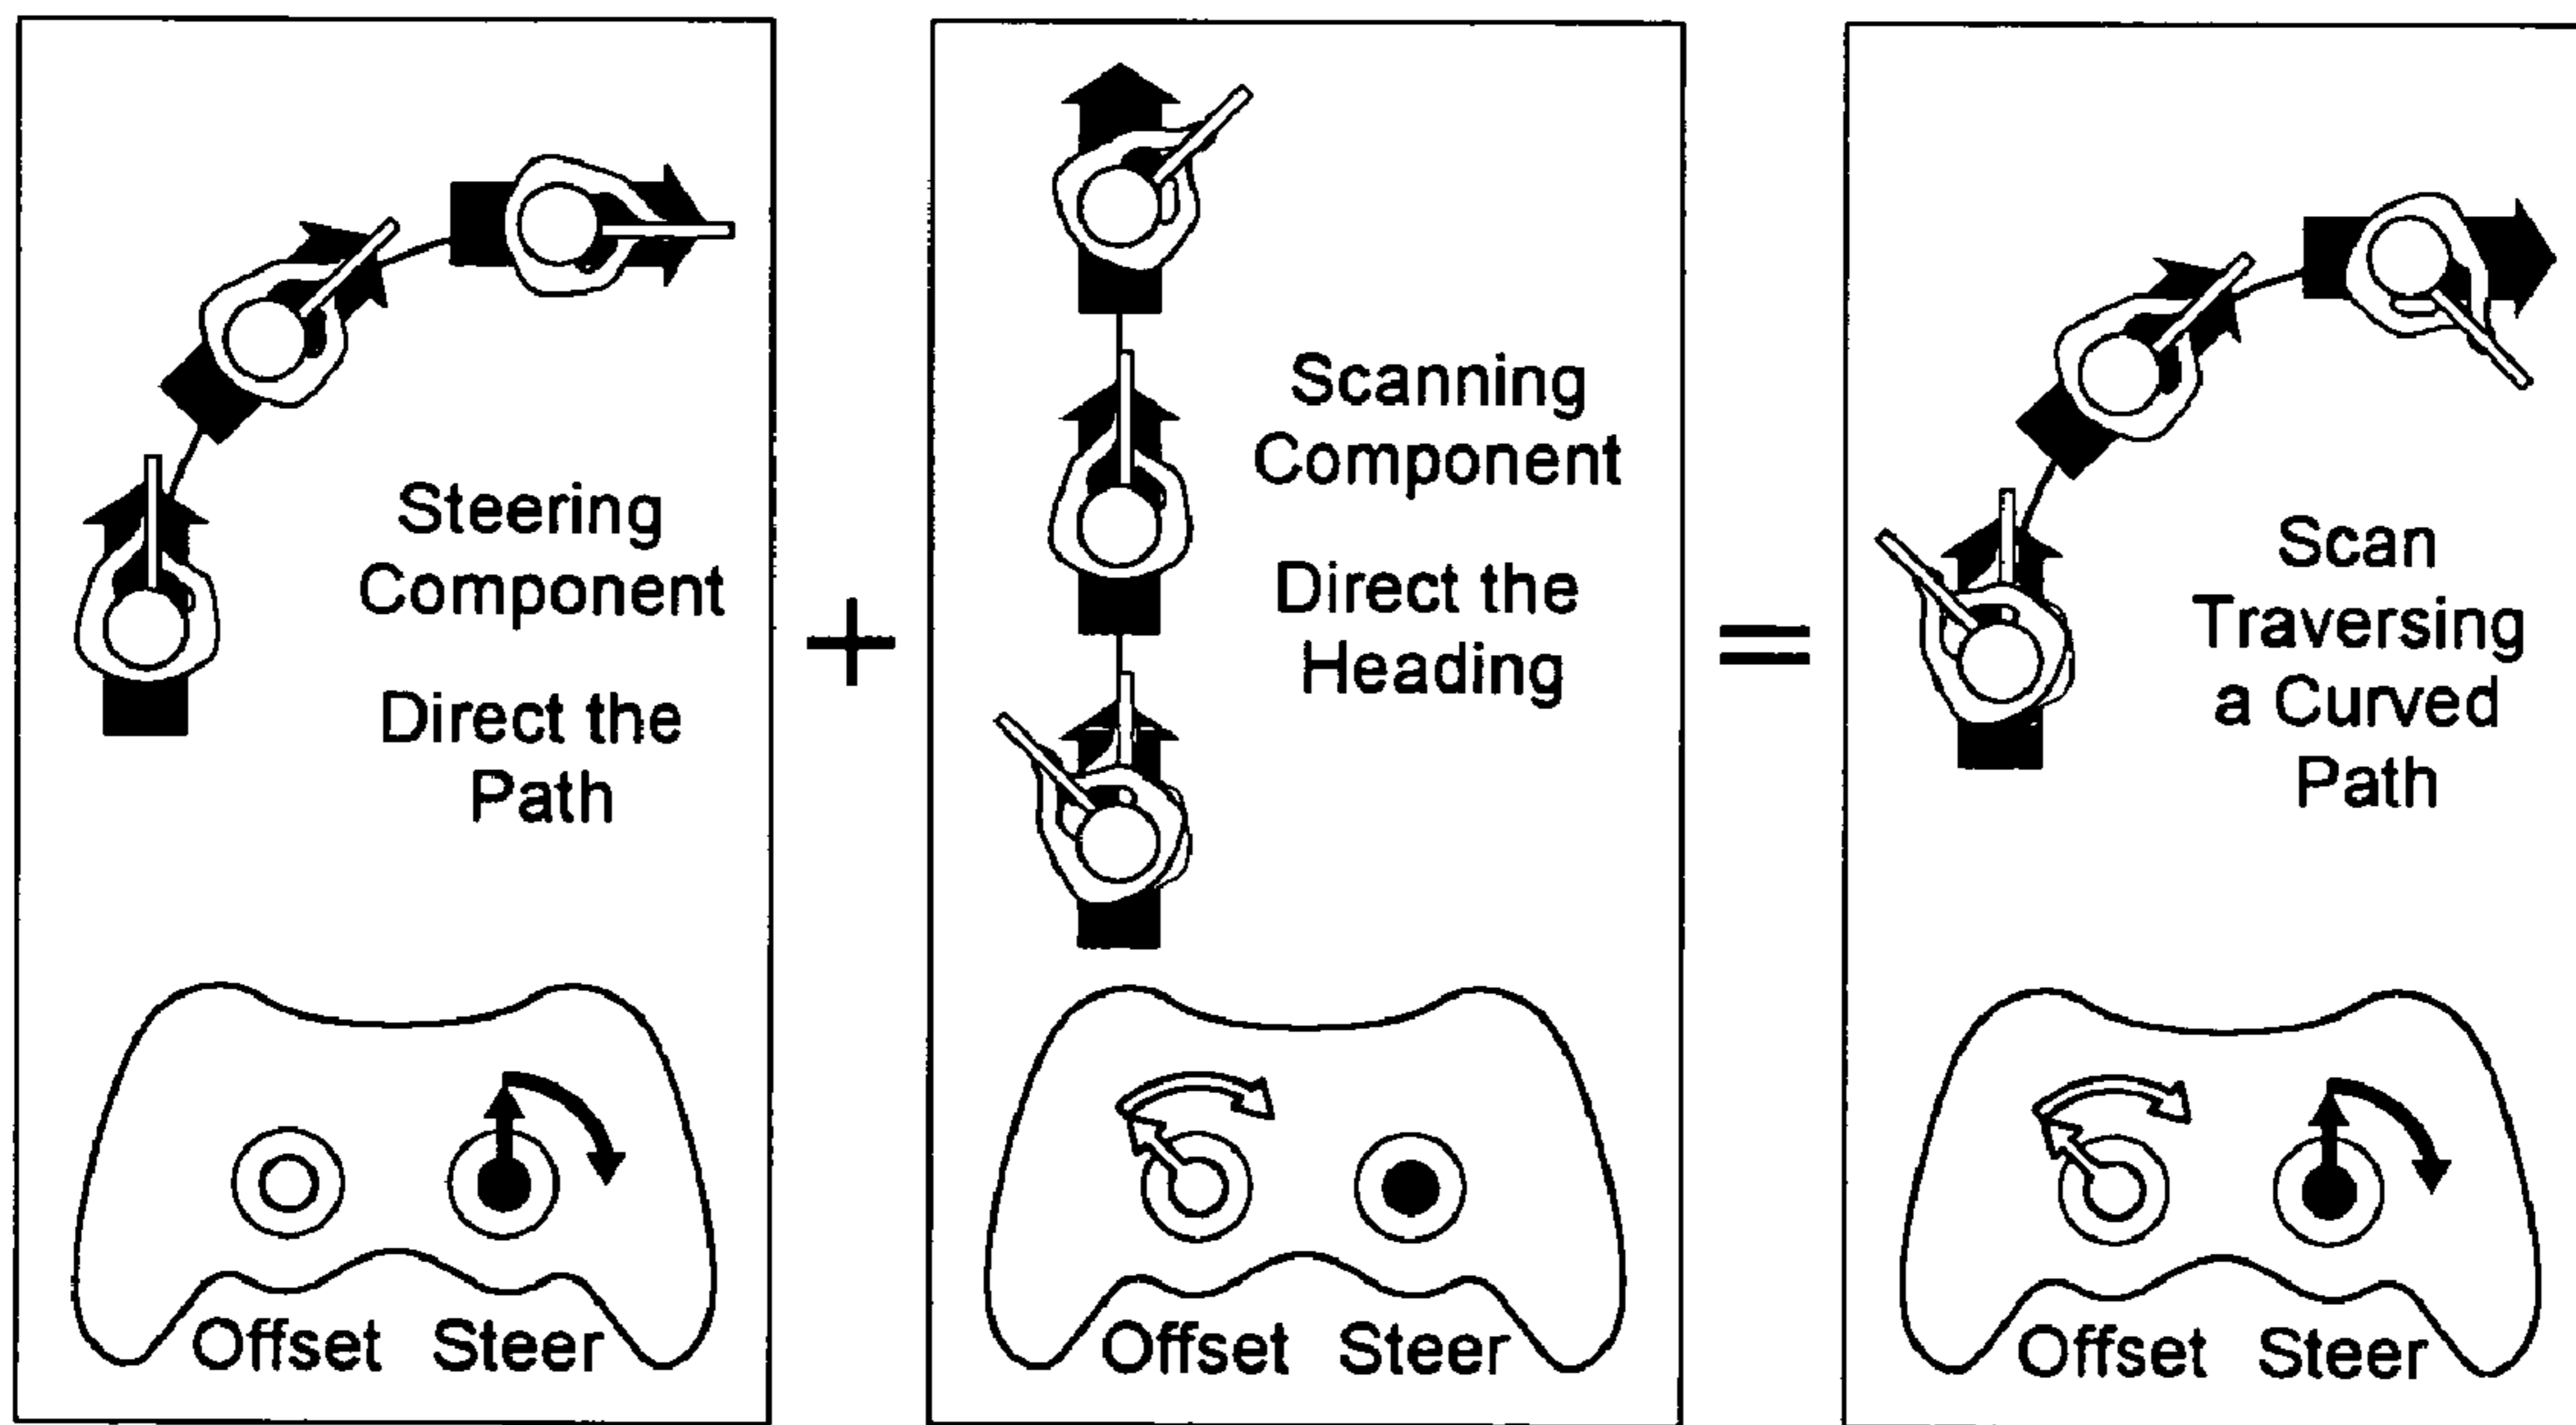 Steering
Component
Direct the
Path
Offset Steer
+
Scanning
Component
Direct the
Heading
Offset Steer
=
Scan
Traversing
a Curved
Path
Offset Steer